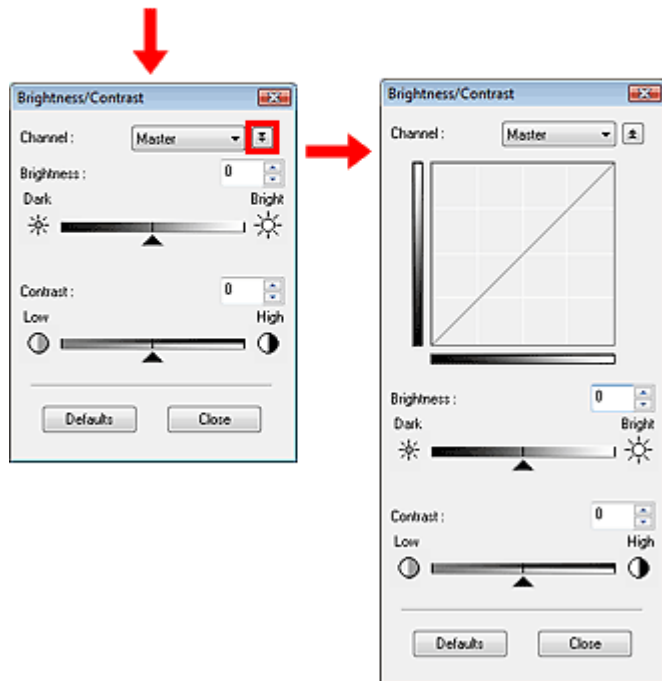 Brightness/Contrast
Channel : Master
Brightness : 0
Dark Bright
Contrast : 0
Low High
Defaults Close
Brightness/Contrast
Channel : Master
Brightness : 0
Dark Bright
Contrast : 0
Low High
Defaults Close